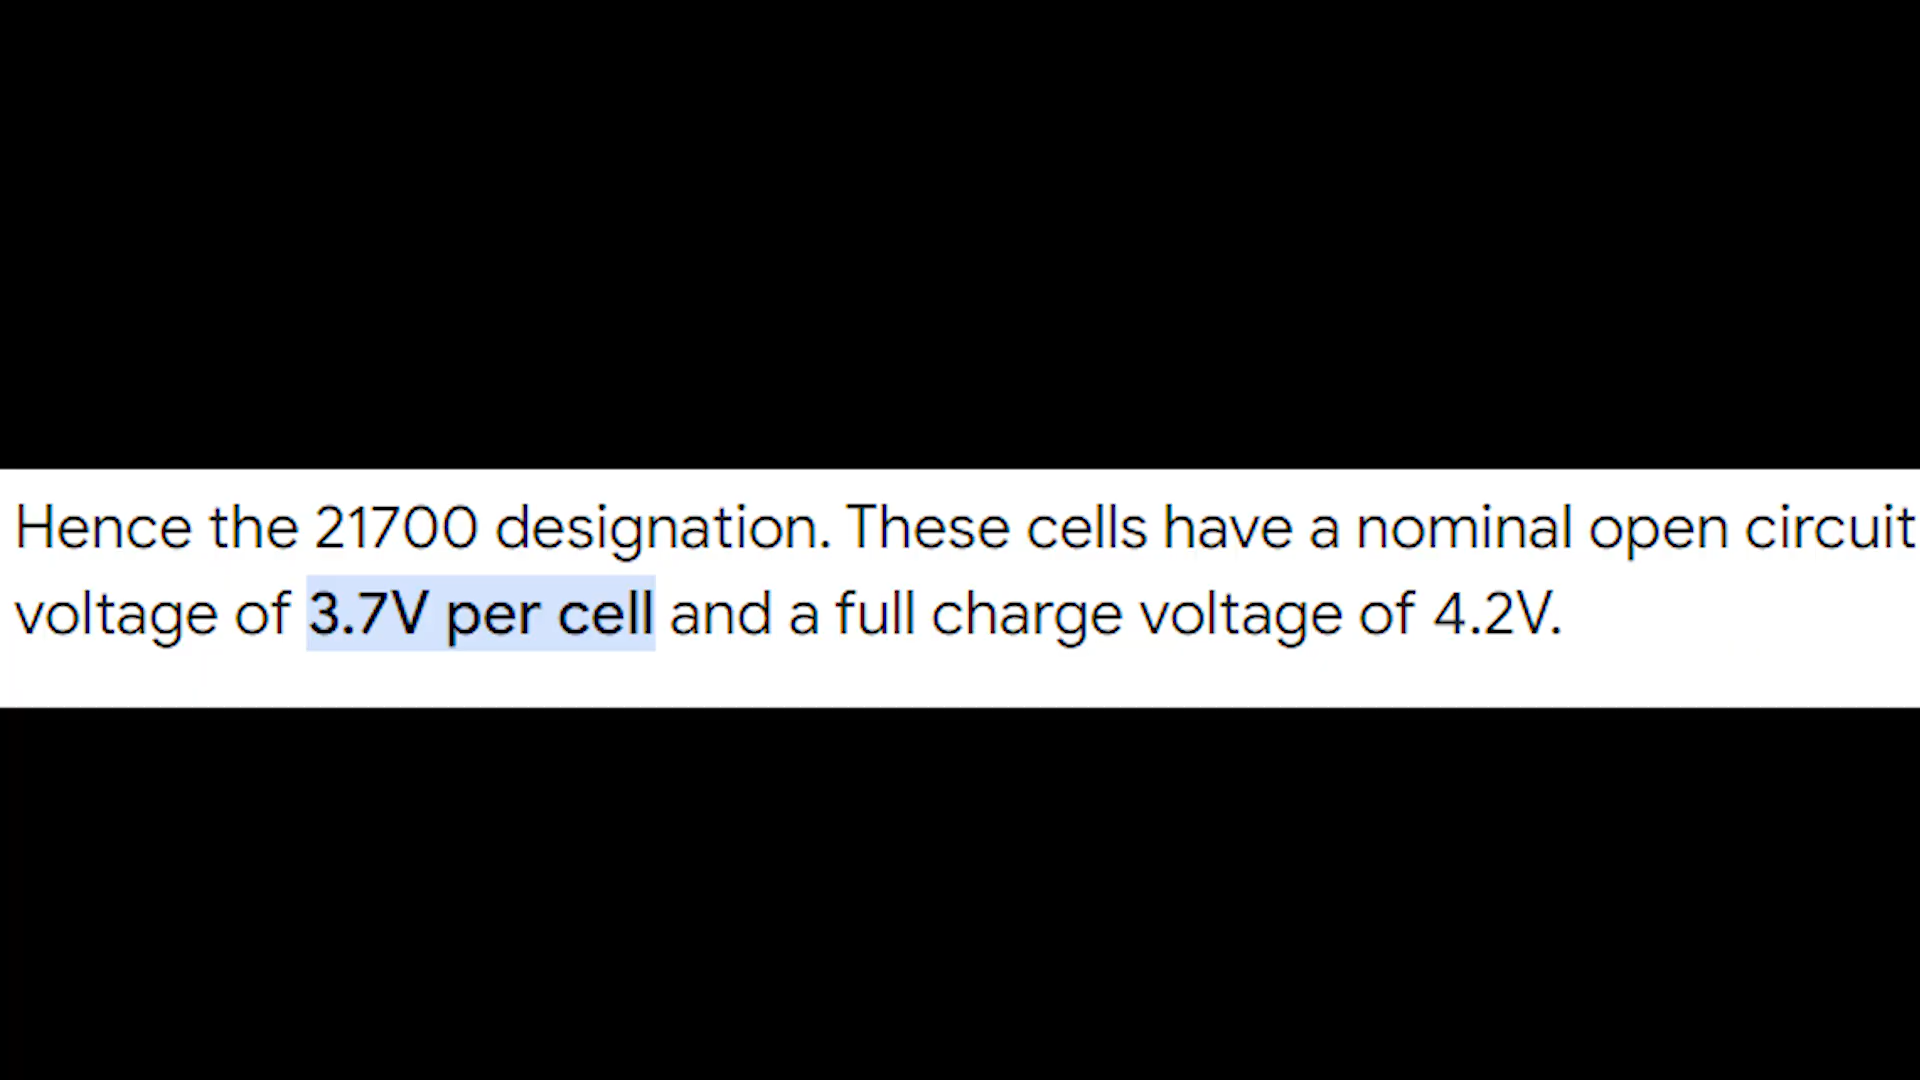 Hence the 21700 designation. These cells have a nominal open circuit
voltage of 3.7V per cell and a full charge voltage of 4.2V.